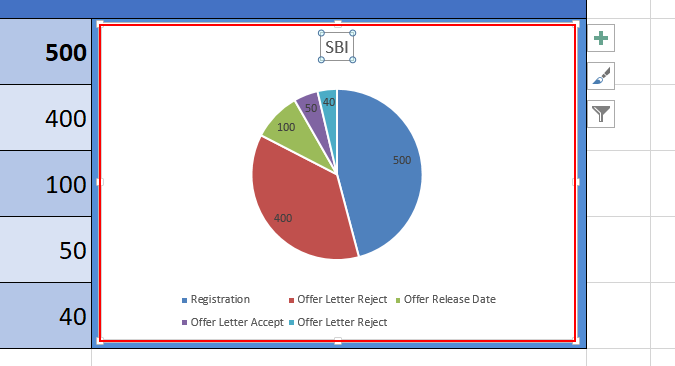 SBI
500
400
100
50
40
500
400
100
50
40
Registration
Offer Letter Reject
Offer Release Date
Offer Letter Accept
Offer Letter Reject